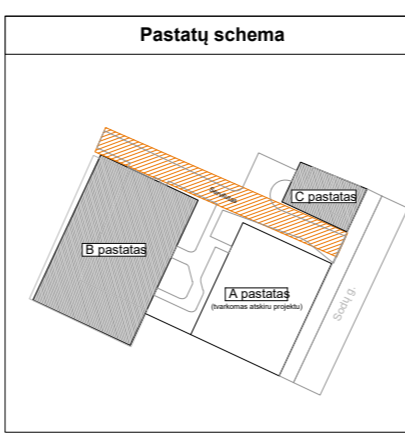 Pastatų schema
C pastatas
B pastatas
A pastatas
(tvarkomas atskiru projektu)
Sodų g.